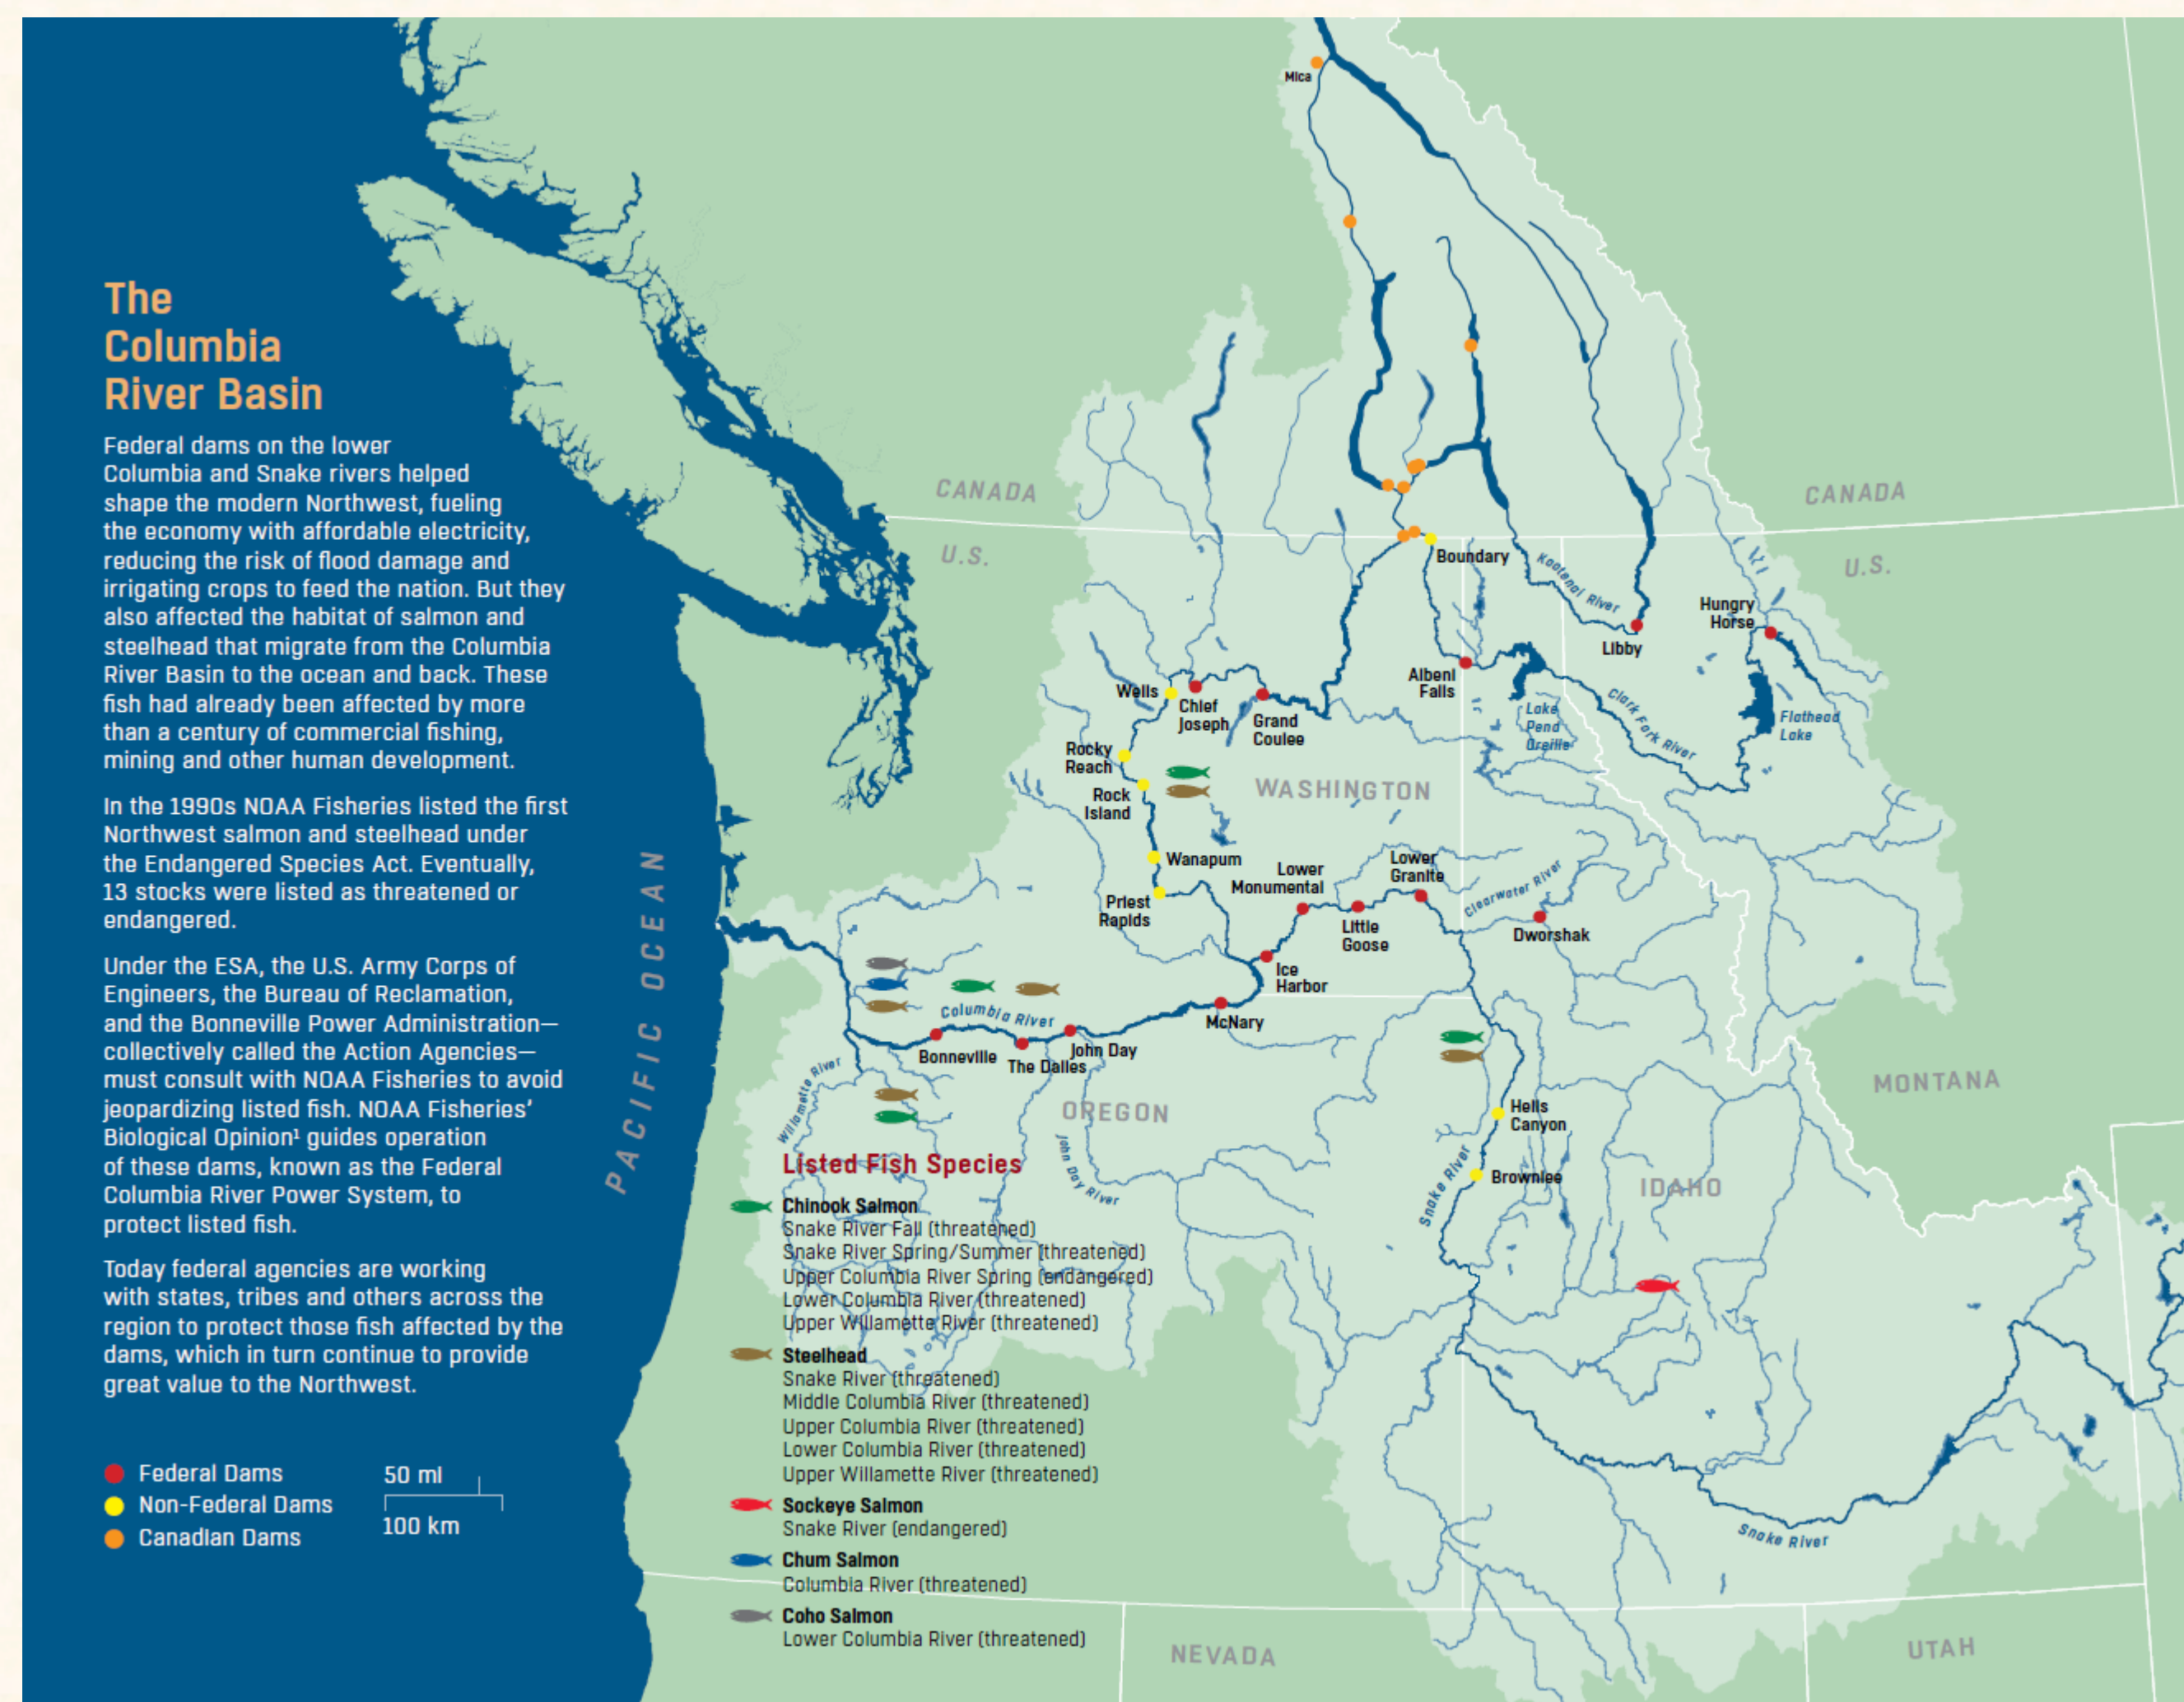 The
Columbia
River Basin
Federal dams on the lower
Columbia and Snake rivers helped
shape the modern Northwest, fueling
the economy with affordable electricity,
reducing the risk of flood damage and
irrigating crops to feed the nation. But they
also affected the habitat of salmon and
steelhead that migrate from the Columbia
River Basin to the ocean and back. These
fish had already been affected by more
than a century of commercial fishing,
mining and other human development.
In the 1990s NOAA Fisheries listed the first
Northwest salmon and steelhead under
the Endangered Species Act. Eventually,
13 stocks were listed as threatened or
endangered.
Under the ESA, the U.S. Army Corps of
Engineers, the Bureau of Reclamation,
and the Bonneville Power Administration—
collectively called the Action Agencies—
must consult with NOAA Fisheries to avoid
jeopardizing listed fish. NOAA Fisheries’
Biological Opinion¹ guides operation
of these dams, known as the Federal
Columbia River Power System, to
protect listed fish.
Today federal agencies are working
with states, tribes and others across the
region to protect those fish affected by the
dams, which in turn continue to provide
great value to the Northwest.
Federal Dams
Non-Federal Dams
Canadian Dams
50 mi
100 km
PACIFIC OCEAN
Mica
CANADA
U.S.
CANADA
U.S.
Boundary
Kootenai River
Libby
Hungry
Horse
Albeni
Falls
Lake
Pend
Oreille
Clark Fork River
Flathead
Lake
Wells
Chief
Joseph
Grand
Coulee
Rocky
Reach
Rock
Island
WASHINGTON
Wanapum
Priest
Rapids
Lower
Monumental
Lower
Granite
Little
Goose
Clearwater River
Dworshak
Ice
Harbor
McNary
Columbia River
Bonneville
The Dalles
John Day
Willamette River
OREGON
John Day River
MONTANA
Hells
Canyon
Brownlee
Snake River
IDAHO
Snake River
NEVADA
UTAH
Listed Fish Species
Chinook Salmon
Snake River Fall (threatened)
Snake River Spring/Summer (threatened)
Upper Columbia River Spring (endangered)
Lower Columbia River (threatened)
Upper Willamette River (threatened)
Steelhead
Snake River (threatened)
Middle Columbia River (threatened)
Upper Columbia River (threatened)
Lower Columbia River (threatened)
Upper Willamette River (threatened)
Sockeye Salmon
Snake River (endangered)
Chum Salmon
Columbia River (threatened)
Coho Salmon
Lower Columbia River (threatened)